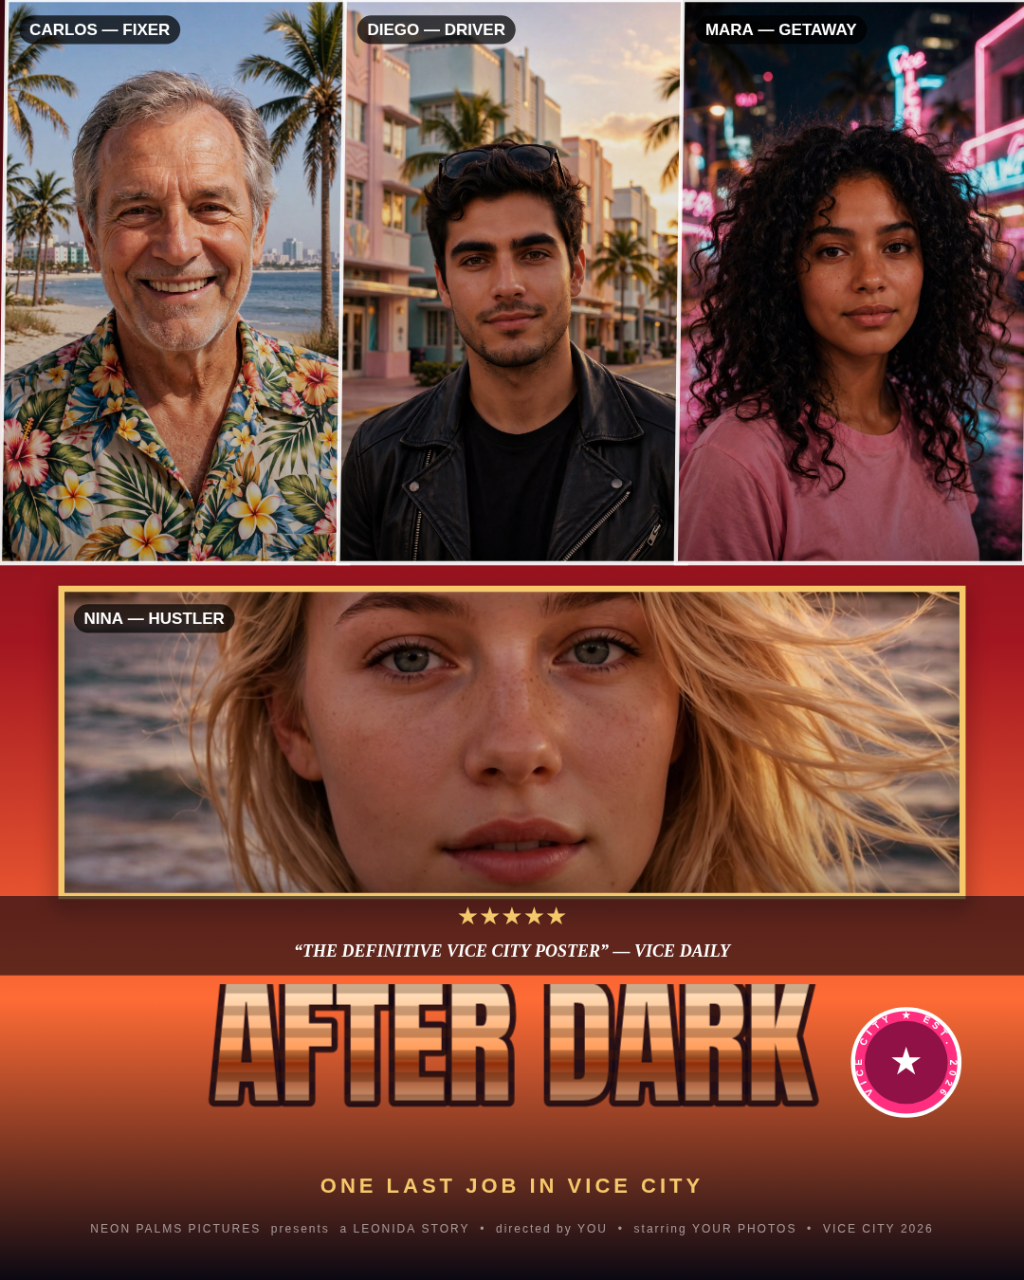 CARLOS — FIXER
DIEGO — DRIVER
MARA — GETAWAY
NINA — HUSTLER
★★★★★
“THE DEFINITIVE VICE CITY POSTER” — VICE DAILY
AFTER DARK
VICE CITY ★ EST. 2026
ONE LAST JOB IN VICE CITY
NEON PALMS PICTURES presents a LEONIDA STORY • directed by YOU • starring YOUR PHOTOS • VICE CITY 2026